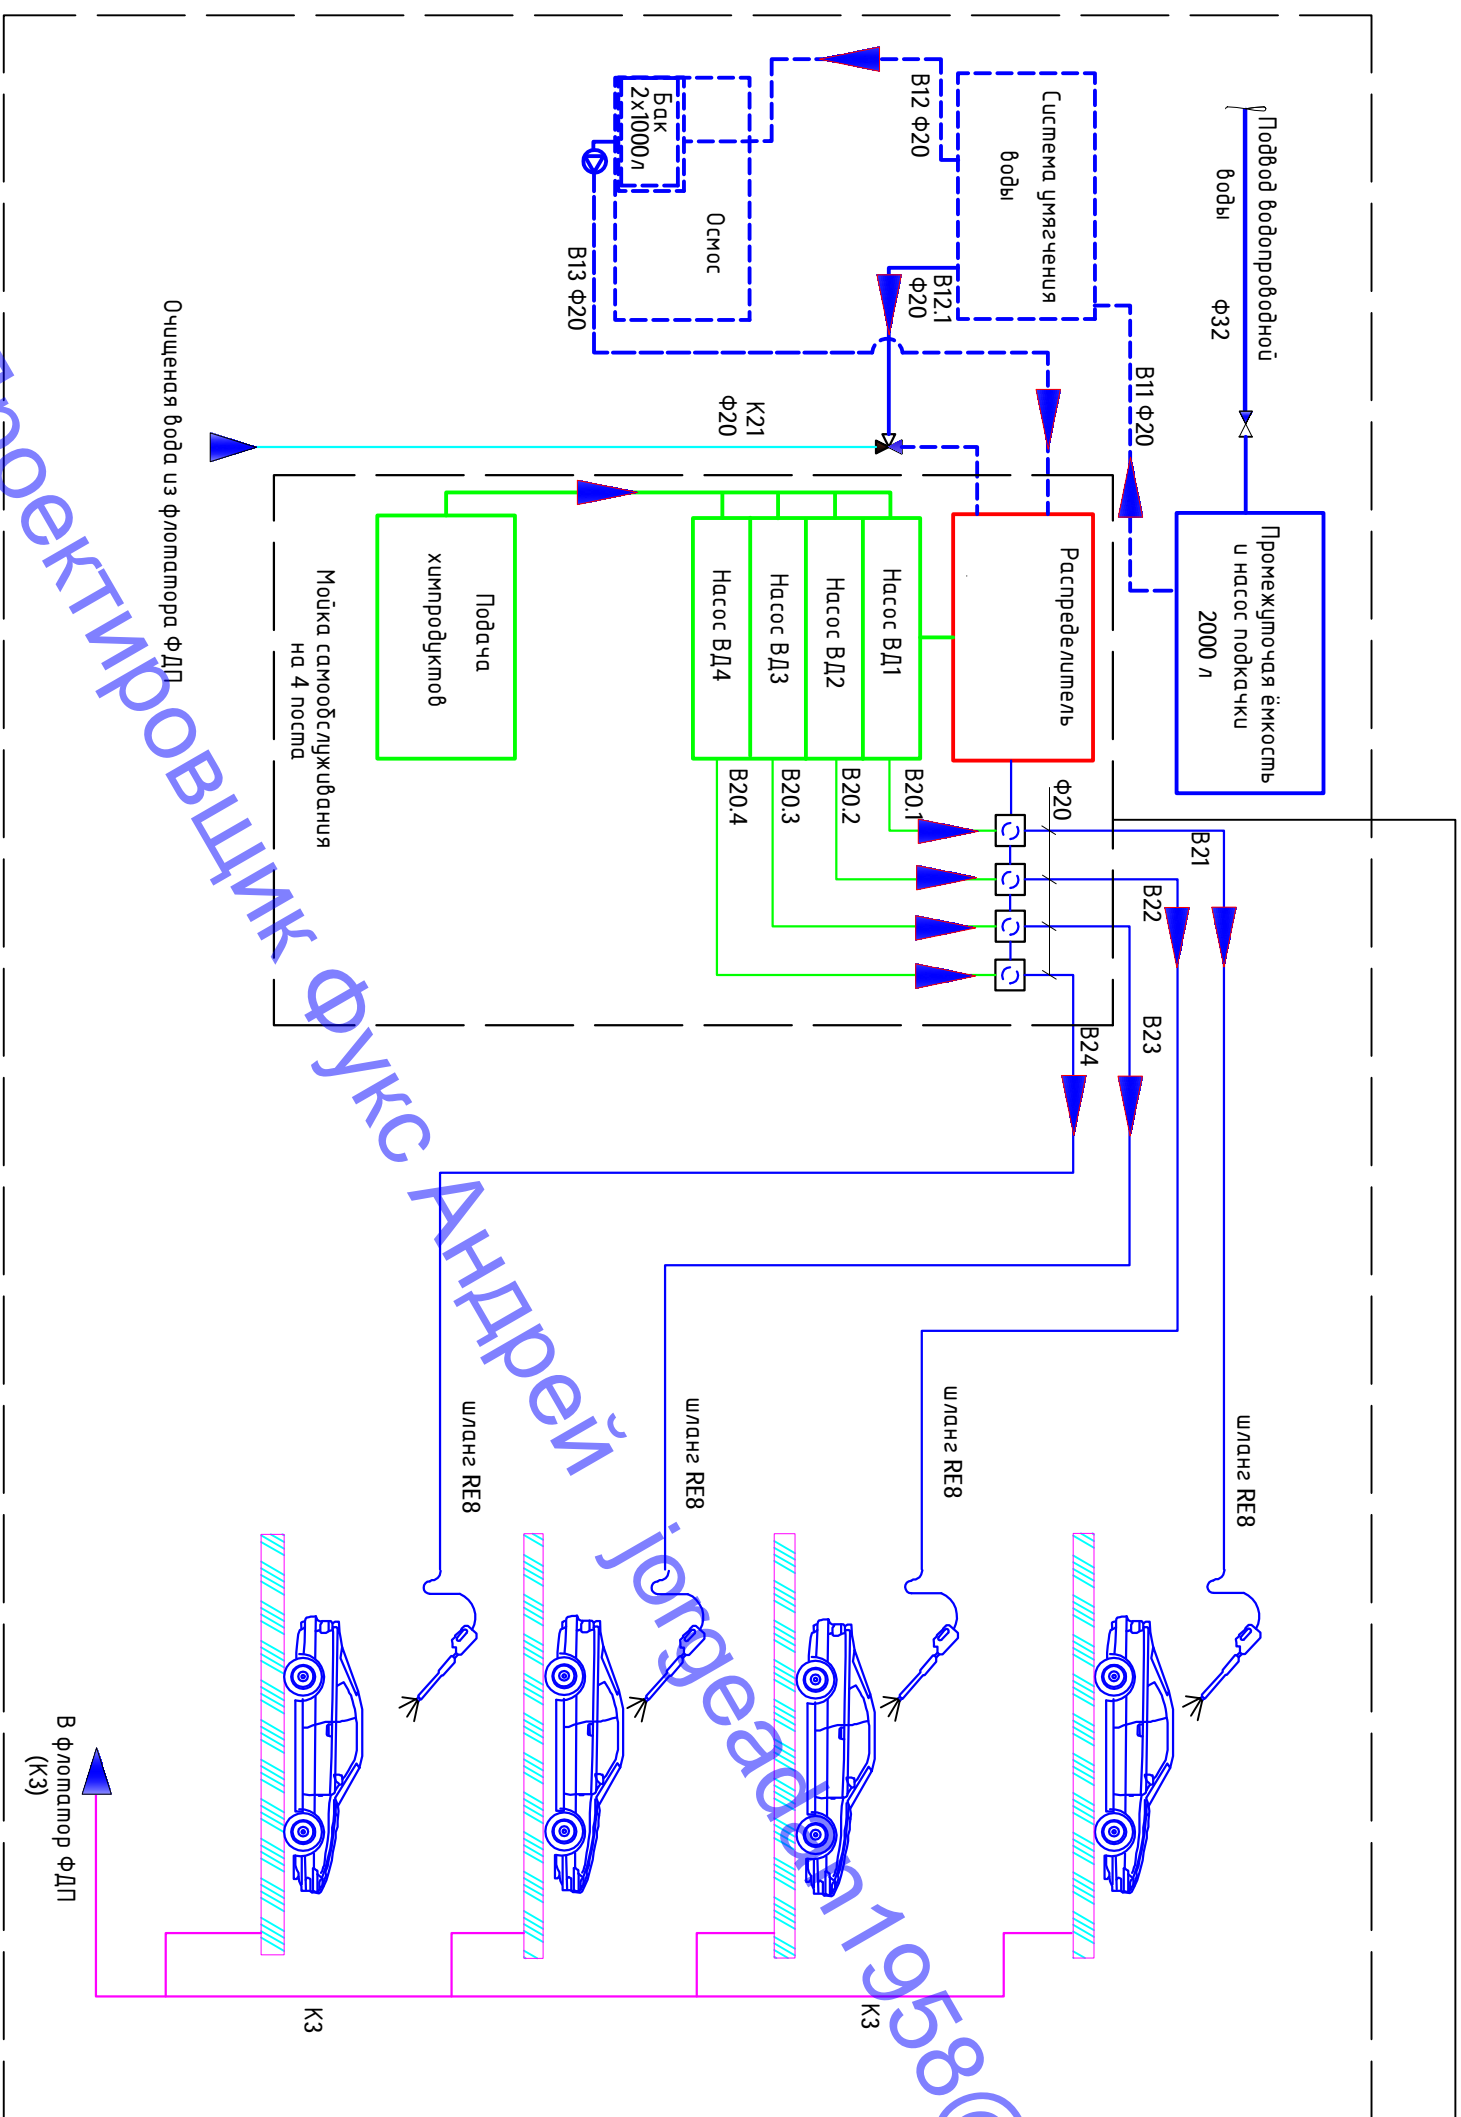 Подвод водопроводной
воды
ф32
Промежуточая ёмкость
и насос подкачки
2000 л
В11 ф20
Система умягчения
воды
В12 ф20
В12.1
ф20
Бак
2х1000л
Осмос
В13 ф20
К21
ф20
Очищеная вода из флотатора ФДП
Распределитель
Насос ВД1
Насос ВД2
Насос ВД3
Насос ВД4
Подача
химпродуктов
Мойка самообслуживания
на 4 поста
ф20
В20.1
В20.2
В20.3
В20.4
В21
В22
В23
В24
шланг RE8
шланг RE8
шланг RE8
шланг RE8
К3
К3
В флотатор ФДП
(К3)
Проектировщик Фукс Андрей jorgeadm1958@